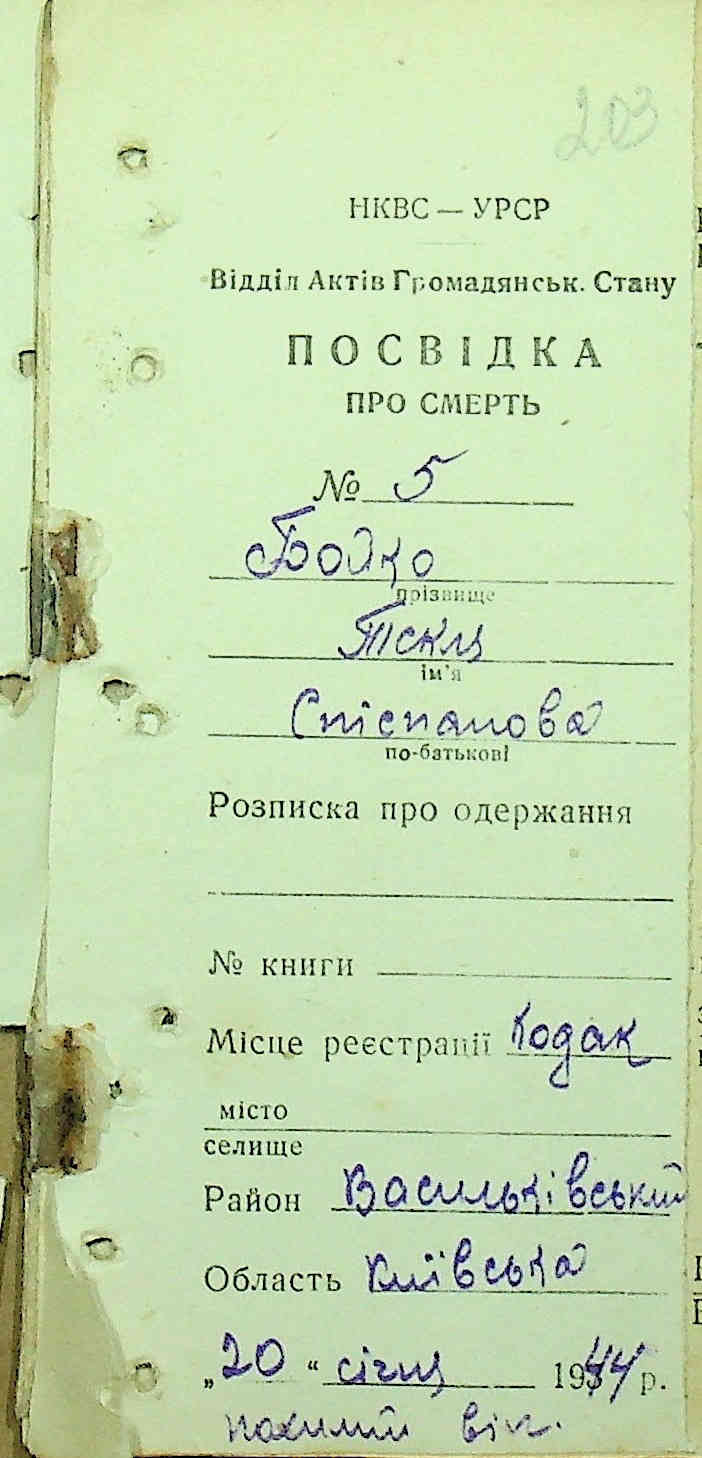 203
НКВС — УРСР
Відділ Актів Громадянськ. Стану
ПОСВІДКА
ПРО СМЕРТЬ
№ 5
Бойко
прізвище
Текля
ім'я
Степанова
по-батькові
Розписка про одержання
№ книги
Місце реєстрації Кодак
місто
селище
Район Васильківський
Область Київська
„20“ січня 1944 р.
похилий вік.